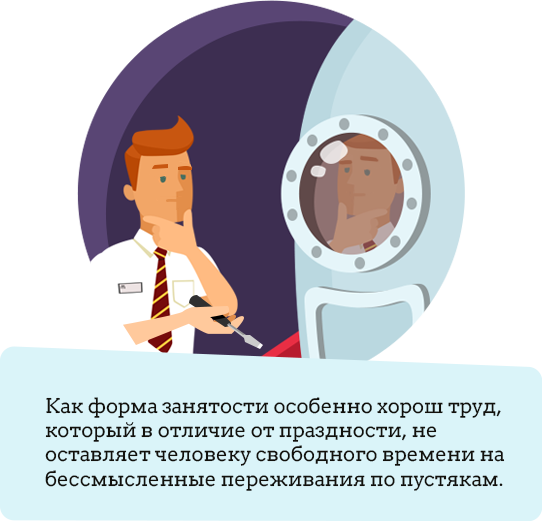 Как форма занятости особенно хорош труд,
который в отличие от праздности, не
оставляет человеку свободного времени на
бессмысленные переживания по пустякам.